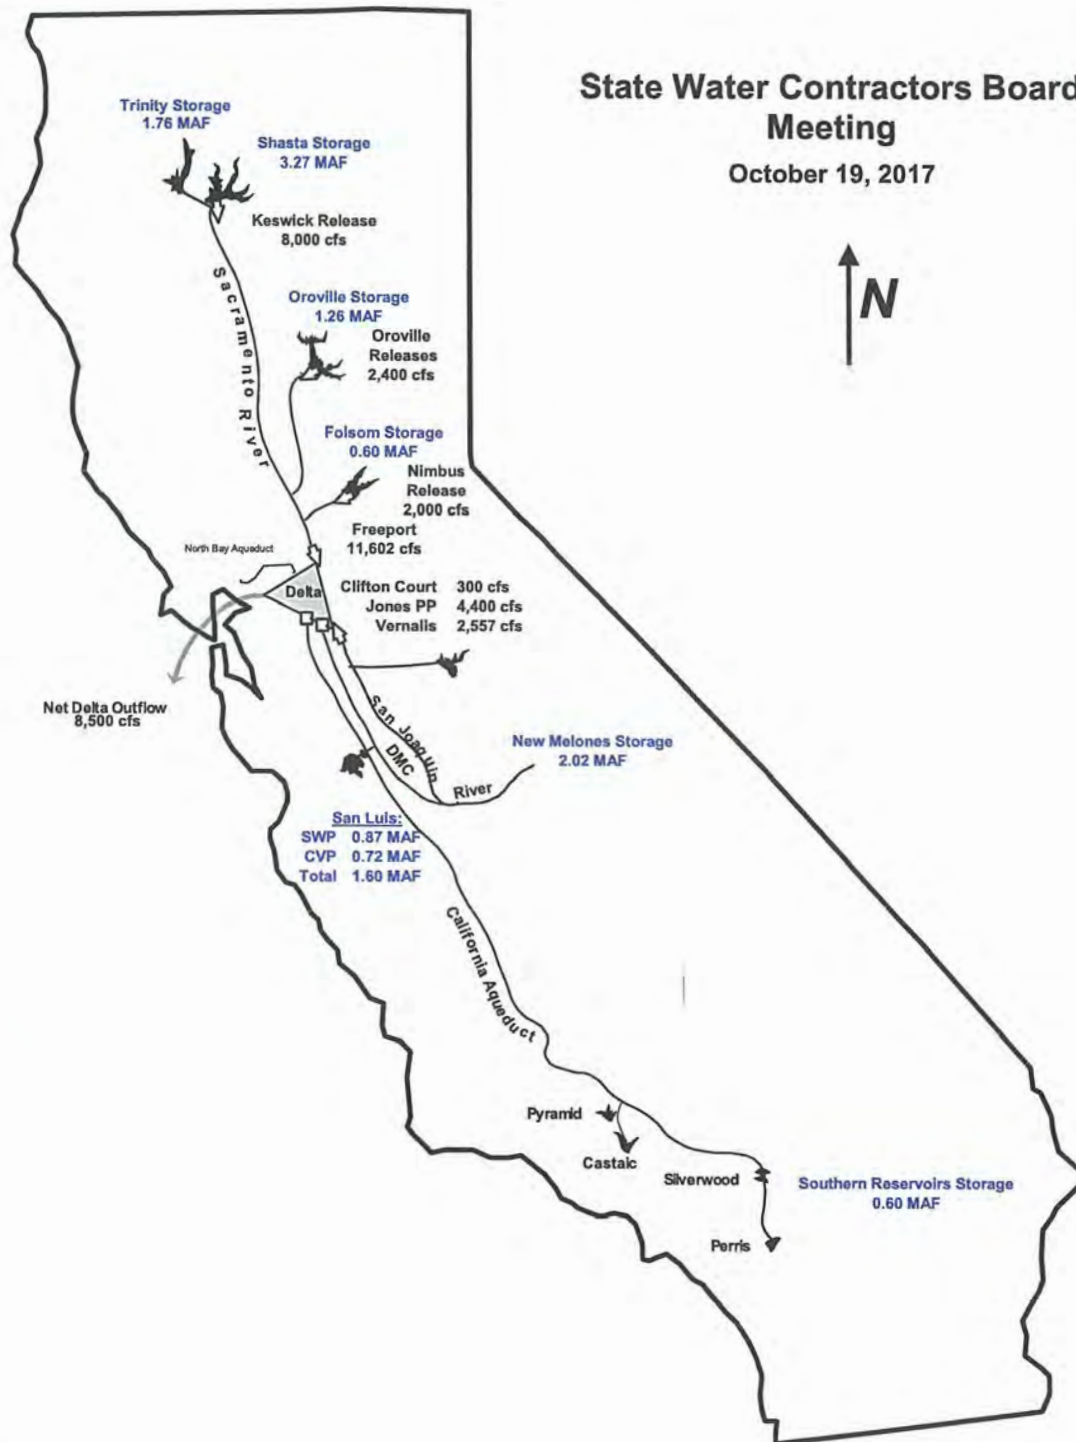 State Water Contractors Board
Meeting
October 19, 2017
N
Trinity Storage
1.76 MAF
Shasta Storage
3.27 MAF
Keswick Release
8,000 cfs
Sacramento River
Oroville Storage
1.26 MAF
Oroville
Releases
2,400 cfs
Folsom Storage
0.60 MAF
Nimbus
Release
2,000 cfs
Freeport
11,602 cfs
North Bay Aqueduct
Delta
Clifton Court 300 cfs
Jones PP 4,400 cfs
Vernalis 2,557 cfs
Net Delta Outflow
8,500 cfs
San Joaquin
River
DMC
New Melones Storage
2.02 MAF
San Luis:
SWP 0.87 MAF
CVP 0.72 MAF
Total 1.60 MAF
California Aqueduct
Pyramid
Castaic
Silverwood
Southern Reservoirs Storage
0.60 MAF
Perris